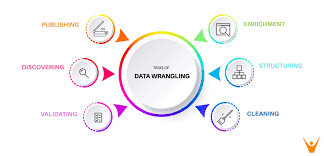 PUBLISHING
ENRICHMENT
TASKS OF
DATA WRANGLING
DISCOVERING
STRUCTURING
VALIDATING
CLEANING